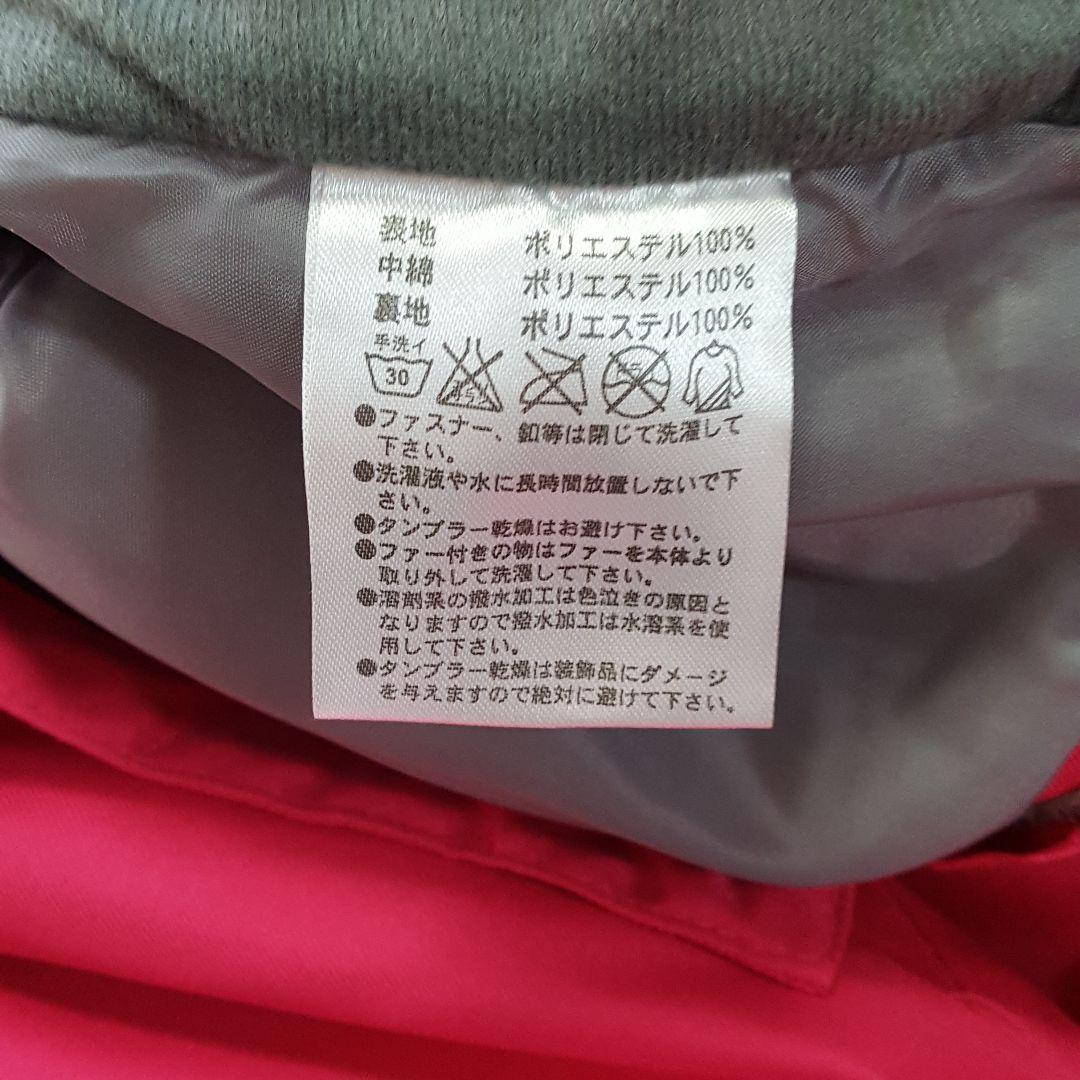 表地 ポリエステル100%
中綿 ポリエステル100%
裏地 ポリエステル100%
手洗イ
30
●ファスナー、釦等は閉じて洗濯して
下さい。
●洗濯液や水に長時間放置しないで下
さい。
●タンブラー乾燥はお避け下さい。
●ファー付きの物はファーを本体より
取り外して洗濯して下さい。
●溶剤系の撥水加工は色泣きの原因と
なりますので撥水加工は水溶系を使
用して下さい。
●タンブラー乾燥は装飾品にダメージ
を与えますので絶対に避けて下さい。